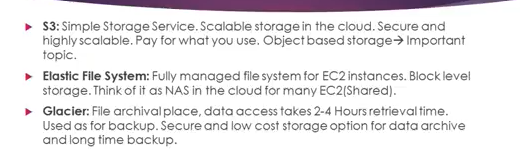 S3: Simple Storage Service. Scalable storage in the cloud. Secure and
highly scalable. Pay for what you use. Object based storage→ Important
topic.
Elastic File System: Fully managed file system for EC2 instances. Block level
storage. Think of it as NAS in the cloud for many EC2(Shared).
Glacier: File archival place, data access takes 2-4 Hours retrieval time.
Used as for backup. Secure and low cost storage option for data archive
and long time backup.